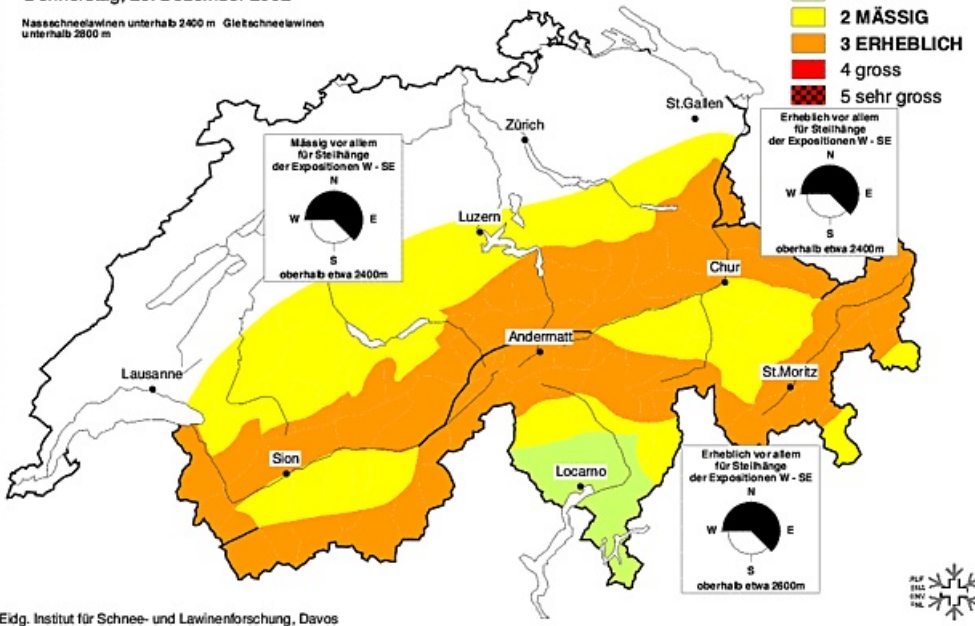 Nassschneelawinen unterhalb 2400 m Gleitschneelawinen
unterhalb 2800 m
2 MÄSSIG
3 ERHEBLICH
4 gross
5 sehr gross
St.Gallen
Zürich
Mässig vor allem
für Steilhänge
der Expositionen W - SE
N
W E
S
oberhalb etwa 2400m
Erheblich vor allem
für Steilhänge
der Expositionen W - SE
N
W E
S
oberhalb etwa 2400m
Luzern
Chur
Andermatt
Lausanne
St.Moritz
Sion
Locarno
Erheblich vor allem
für Steilhänge
der Expositionen W - SE
N
W E
S
oberhalb etwa 2600m
SLF
ENA
Eidg. Institut für Schnee- und Lawinenforschung, Davos